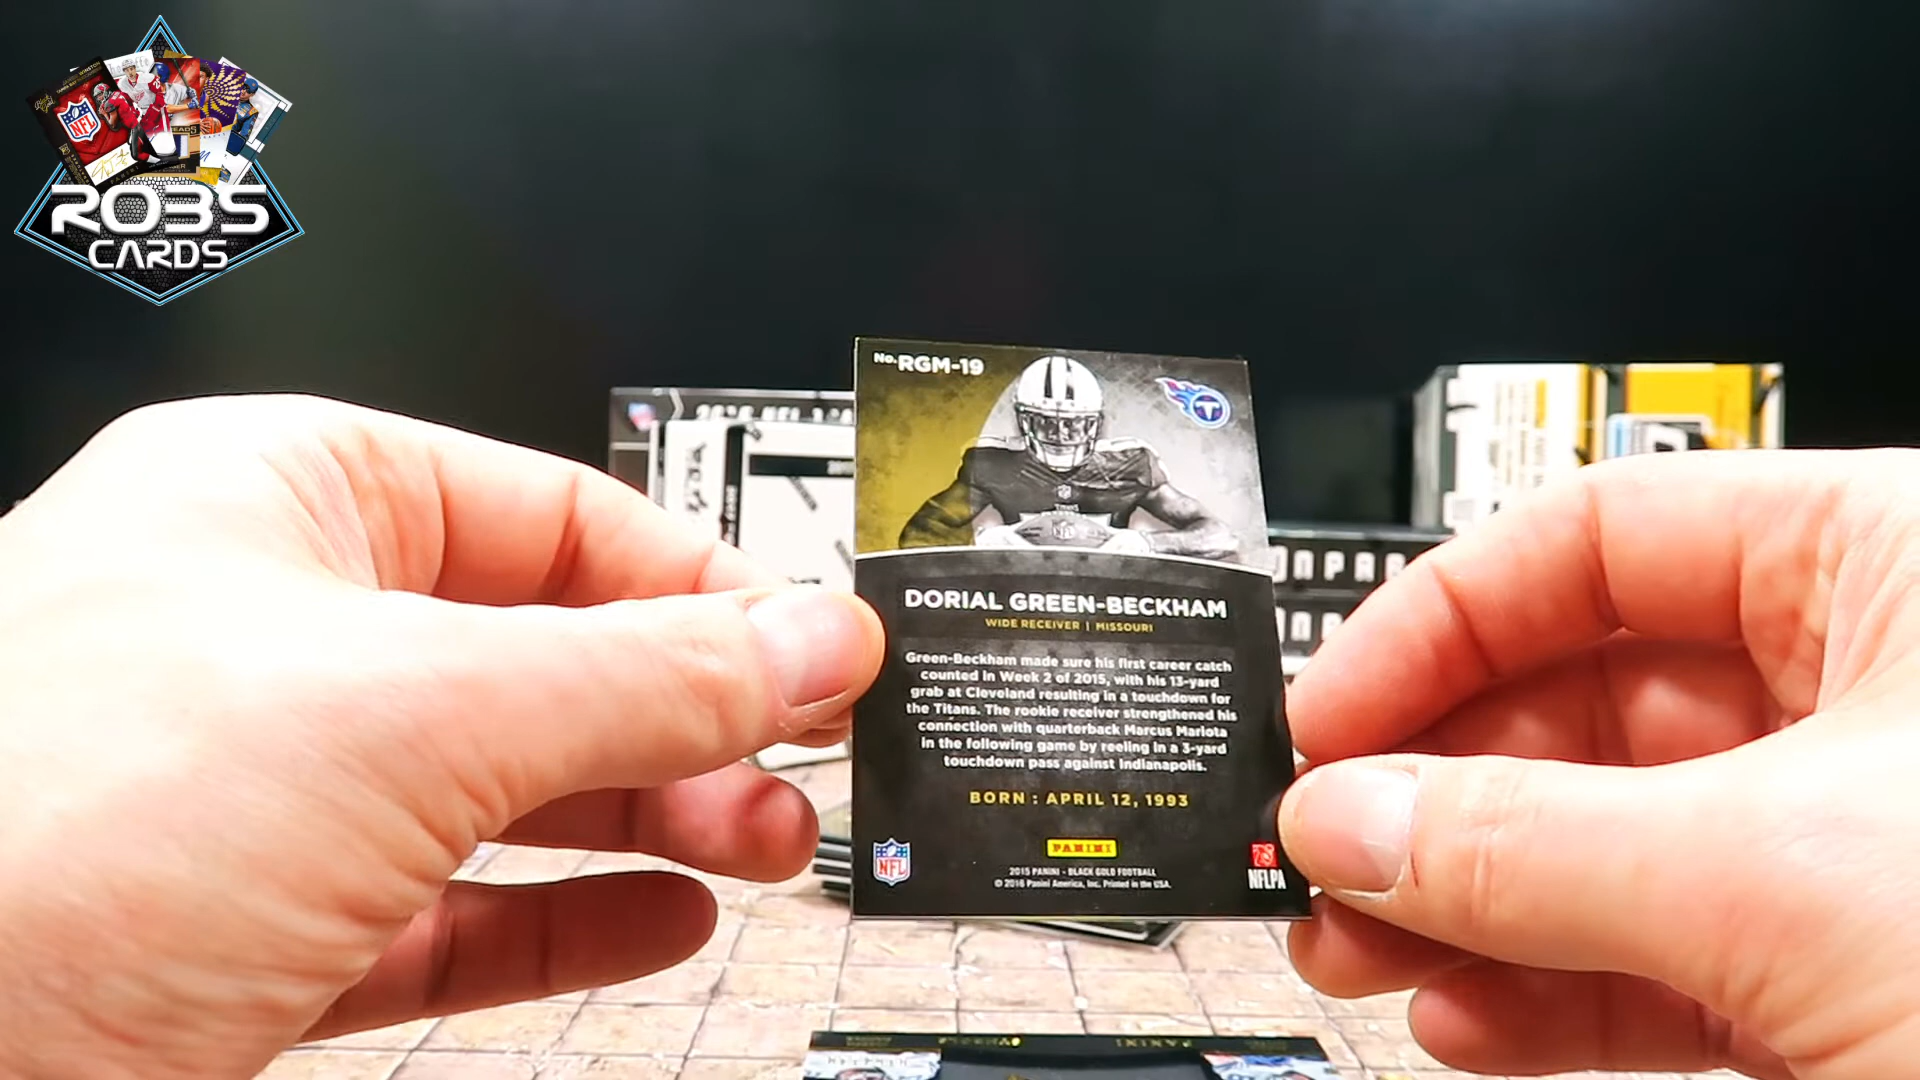 ROBS
CARDS
NFL
No. RGM-19
TITANS
DORIAL GREEN-BECKHAM
WIDE RECEIVER | MISSOURI
Green-Beckham made sure his first career catch
counted in Week 2 of 2015, with his 13-yard
grab at Cleveland resulting in a touchdown for
the Titans. The rookie receiver strengthened his
connection with quarterback Marcus Mariota
in the following game by reeling in a 3-yard
touchdown pass against Indianapolis.
BORN : APRIL 12, 1993
PANINI
NFL
2015 PANINI - BLACK GOLD FOOTBALL
© 2016 Panini America, Inc. Printed in the USA.
NFLPA
PANINI